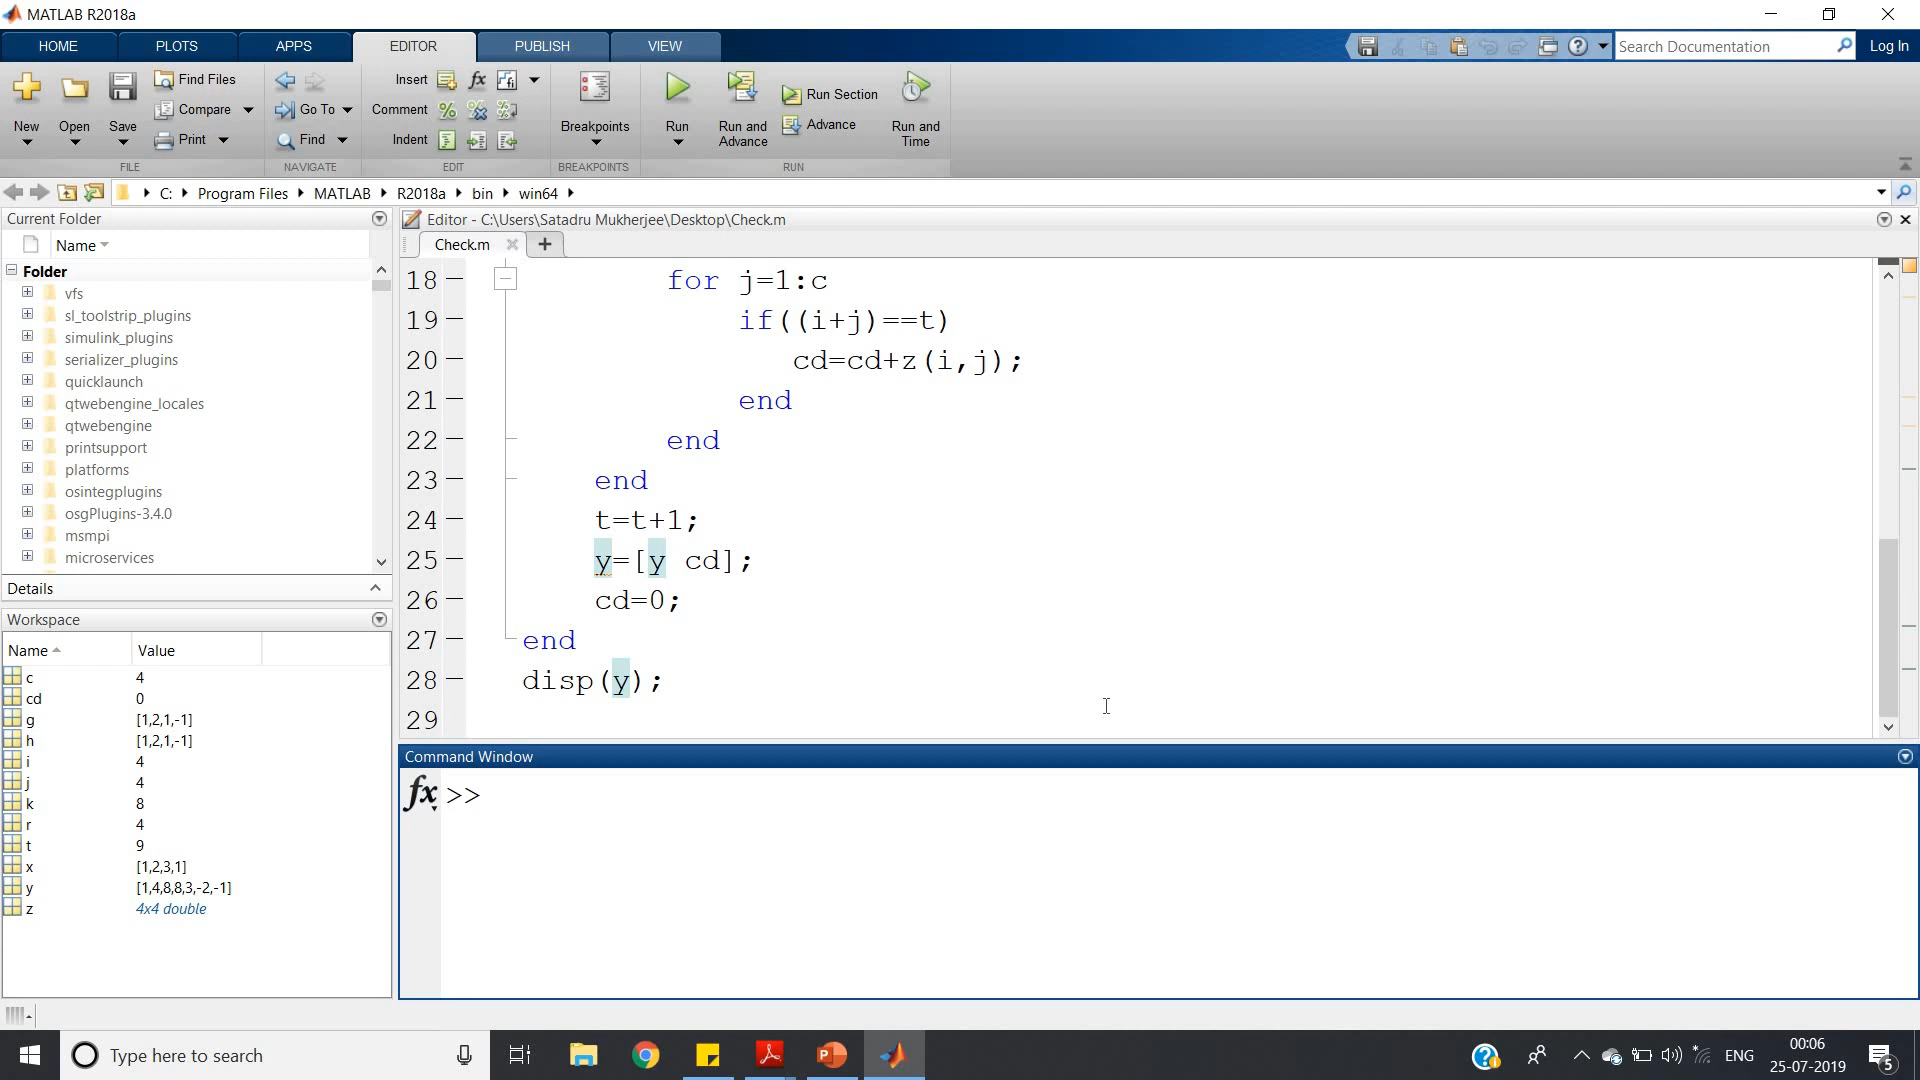 MATLAB R2018a
HOME PLOTS APPS EDITOR PUBLISH VIEW Search Documentation Log In
New Open Save Find Files Compare Print Go To Find Insert Comment Indent Breakpoints Run Run and Advance Run Section Advance Run and Time
FILE NAVIGATE EDIT BREAKPOINTS RUN
C: Program Files MATLAB R2018a bin win64
Current Folder
Name
Folder
vfs
sl_toolstrip_plugins
simulink_plugins
serializer_plugins
quicklaunch
qtwebengine_locales
qtwebengine
printsupport
platforms
osintegplugins
osgPlugins-3.4.0
msmpi
microservices
Details
Workspace
Name Value
c 4
cd 0
g [1,2,1,-1]
h [1,2,1,-1]
i 4
j 4
k 8
r 4
t 9
x [1,2,3,1]
y [1,4,8,8,3,-2,-1]
z 4x4 double
Editor - C:\Users\Satadru Mukherjee\Desktop\Check.m
Check.m
18 for j=1:c
19 if((i+j)==t)
20 cd=cd+z(i,j);
21 end
22 end
23 end
24 t=t+1;
25 y=[y cd];
26 cd=0;
27 end
28 disp(y);
29
Command Window
fx >>
Type here to search
ENG
00:06
25-07-2019
5